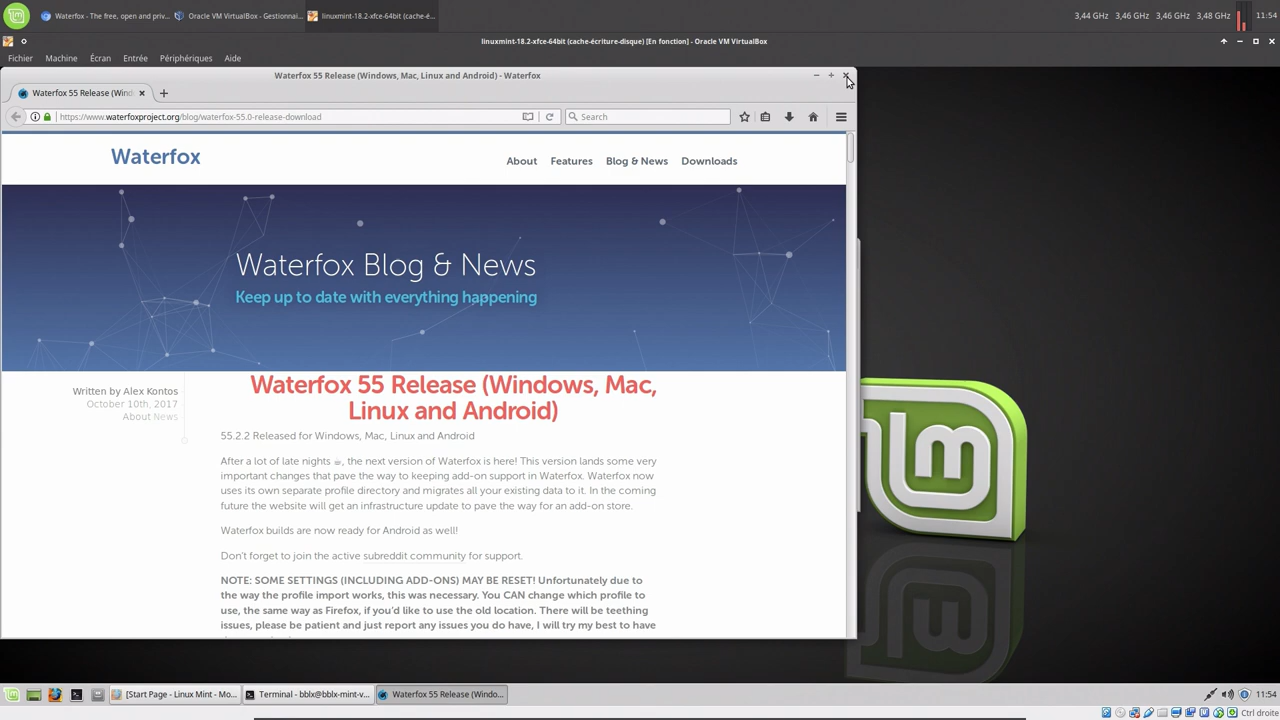 Waterfox - The free, open and priv...
Oracle VM VirtualBox - Gestionnai...
linuxmint-18.2-xfce-64bit (cache-é...
3,44 GHz 3,46 GHz 3,46 GHz 3,48 GHz 11:54
linuxmint-18.2-xfce-64bit (cache-écriture-disque) [En fonction] - Oracle VM VirtualBox
Fichier Machine Écran Entrée Périphériques Aide
Waterfox 55 Release (Windows, Mac, Linux and Android) - Waterfox
Waterfox 55 Release (Wind
https://www.waterfoxproject.org/blog/waterfox-55.0-release-download
Search
Waterfox
About Features Blog & News Downloads
Waterfox Blog & News
Keep up to date with everything happening
Written by Alex Kontos
October 10th, 2017
About News
Waterfox 55 Release (Windows, Mac,
Linux and Android)
55.2.2 Released for Windows, Mac, Linux and Android
After a lot of late nights ☕, the next version of Waterfox is here! This version lands some very
important changes that pave the way to keeping add-on support in Waterfox. Waterfox now
uses its own separate profile directory and migrates all your existing data to it. In the coming
future the website will get an infrastructure update to pave the way for an add-on store.
Waterfox builds are now ready for Android as well!
Don't forget to join the active subreddit community for support.
NOTE: SOME SETTINGS (INCLUDING ADD-ONS) MAY BE RESET! Unfortunately due to
the way the profile import works, this was necessary. You CAN change which profile to
use, the same way as Firefox, if you'd like to use the old location. There will be teething
issues, please be patient and just report any issues you do have, I will try my best to have
[Start Page - Linux Mint - Mo...
Terminal - bblx@bblx-mint-v...
Waterfox 55 Release (Windo...
11:54
Ctrl droite